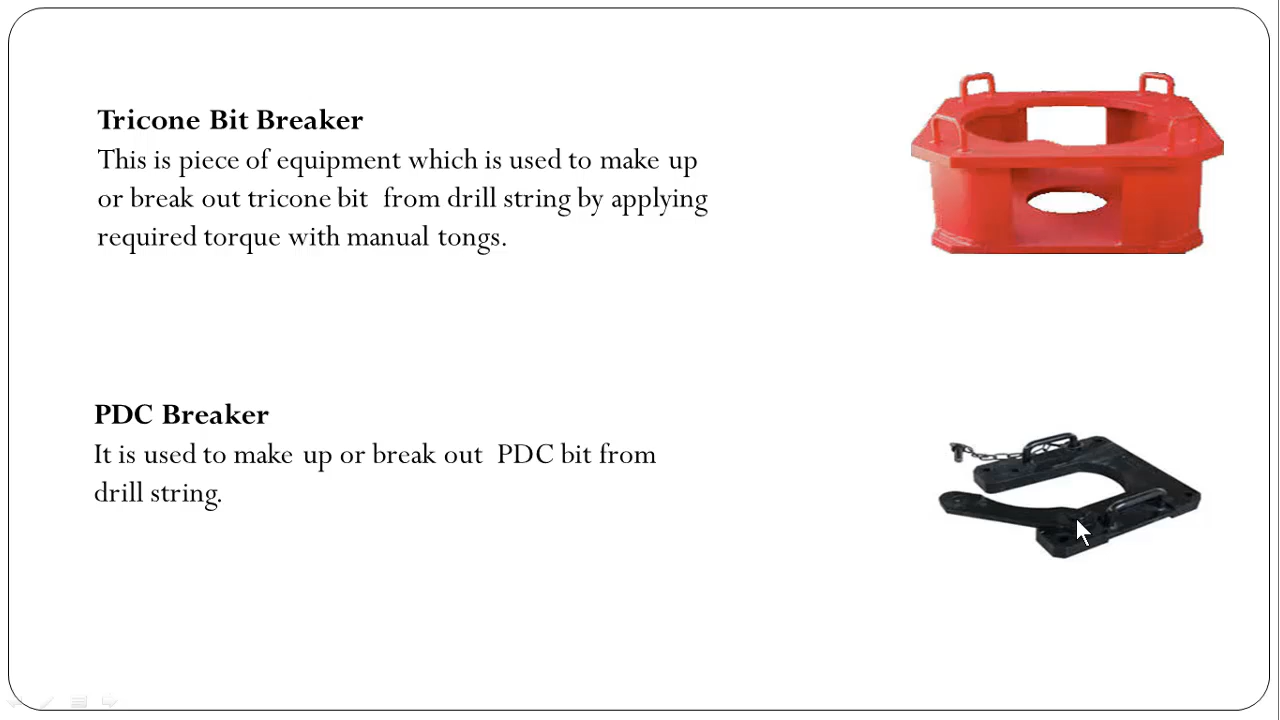 Tricone Bit Breaker
This is piece of equipment which is used to make up
or break out tricone bit from drill string by applying
required torque with manual tongs.
PDC Breaker
It is used to make up or break out PDC bit from
drill string.